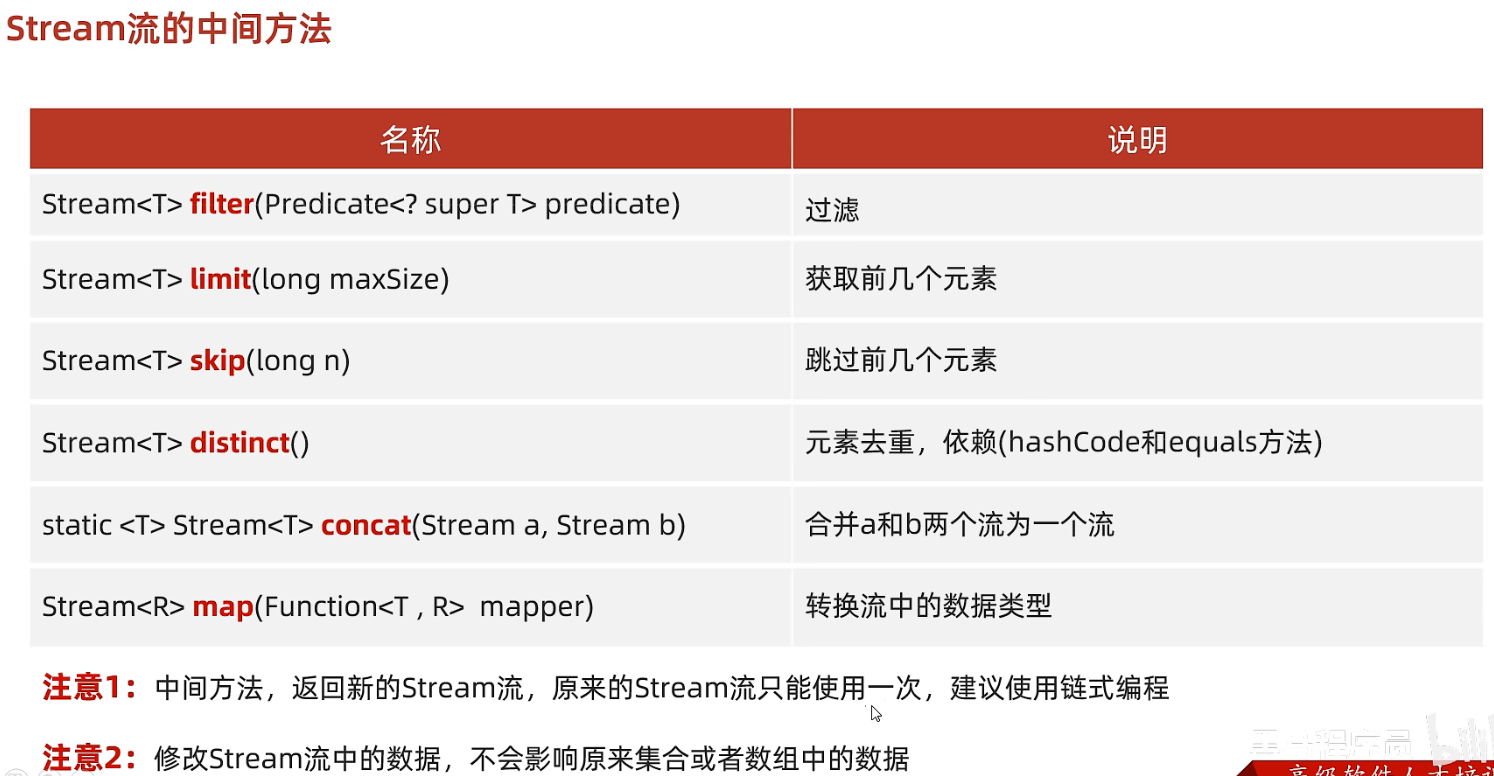 Stream流的中间方法
名称 说明
Stream<T> filter(Predicate<? super T> predicate) 过滤
Stream<T> limit(long maxSize) 获取前几个元素
Stream<T> skip(long n) 跳过前几个元素
Stream<T> distinct() 元素去重，依赖(hashCode和equals方法)
static <T> Stream<T> concat(Stream a, Stream b) 合并a和b两个流为一个流
Stream<R> map(Function<T , R> mapper) 转换流中的数据类型
注意1：中间方法，返回新的Stream流，原来的Stream流只能使用一次，建议使用链式编程
注意2：修改Stream流中的数据，不会影响原来集合或者数组中的数据